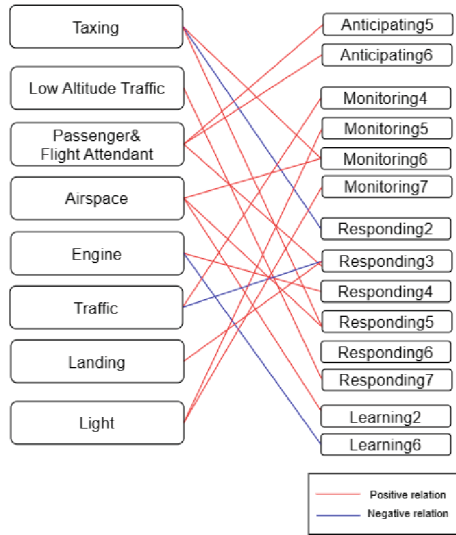 Taxing
Low Altitude Traffic
Passenger&
Flight Attendant
Airspace
Engine
Traffic
Landing
Light
Anticipating5
Anticipating6
Monitoring4
Monitoring5
Monitoring6
Monitoring7
Responding2
Responding3
Responding4
Responding5
Responding6
Responding7
Learning2
Learning6
Positive relation
Negative relation